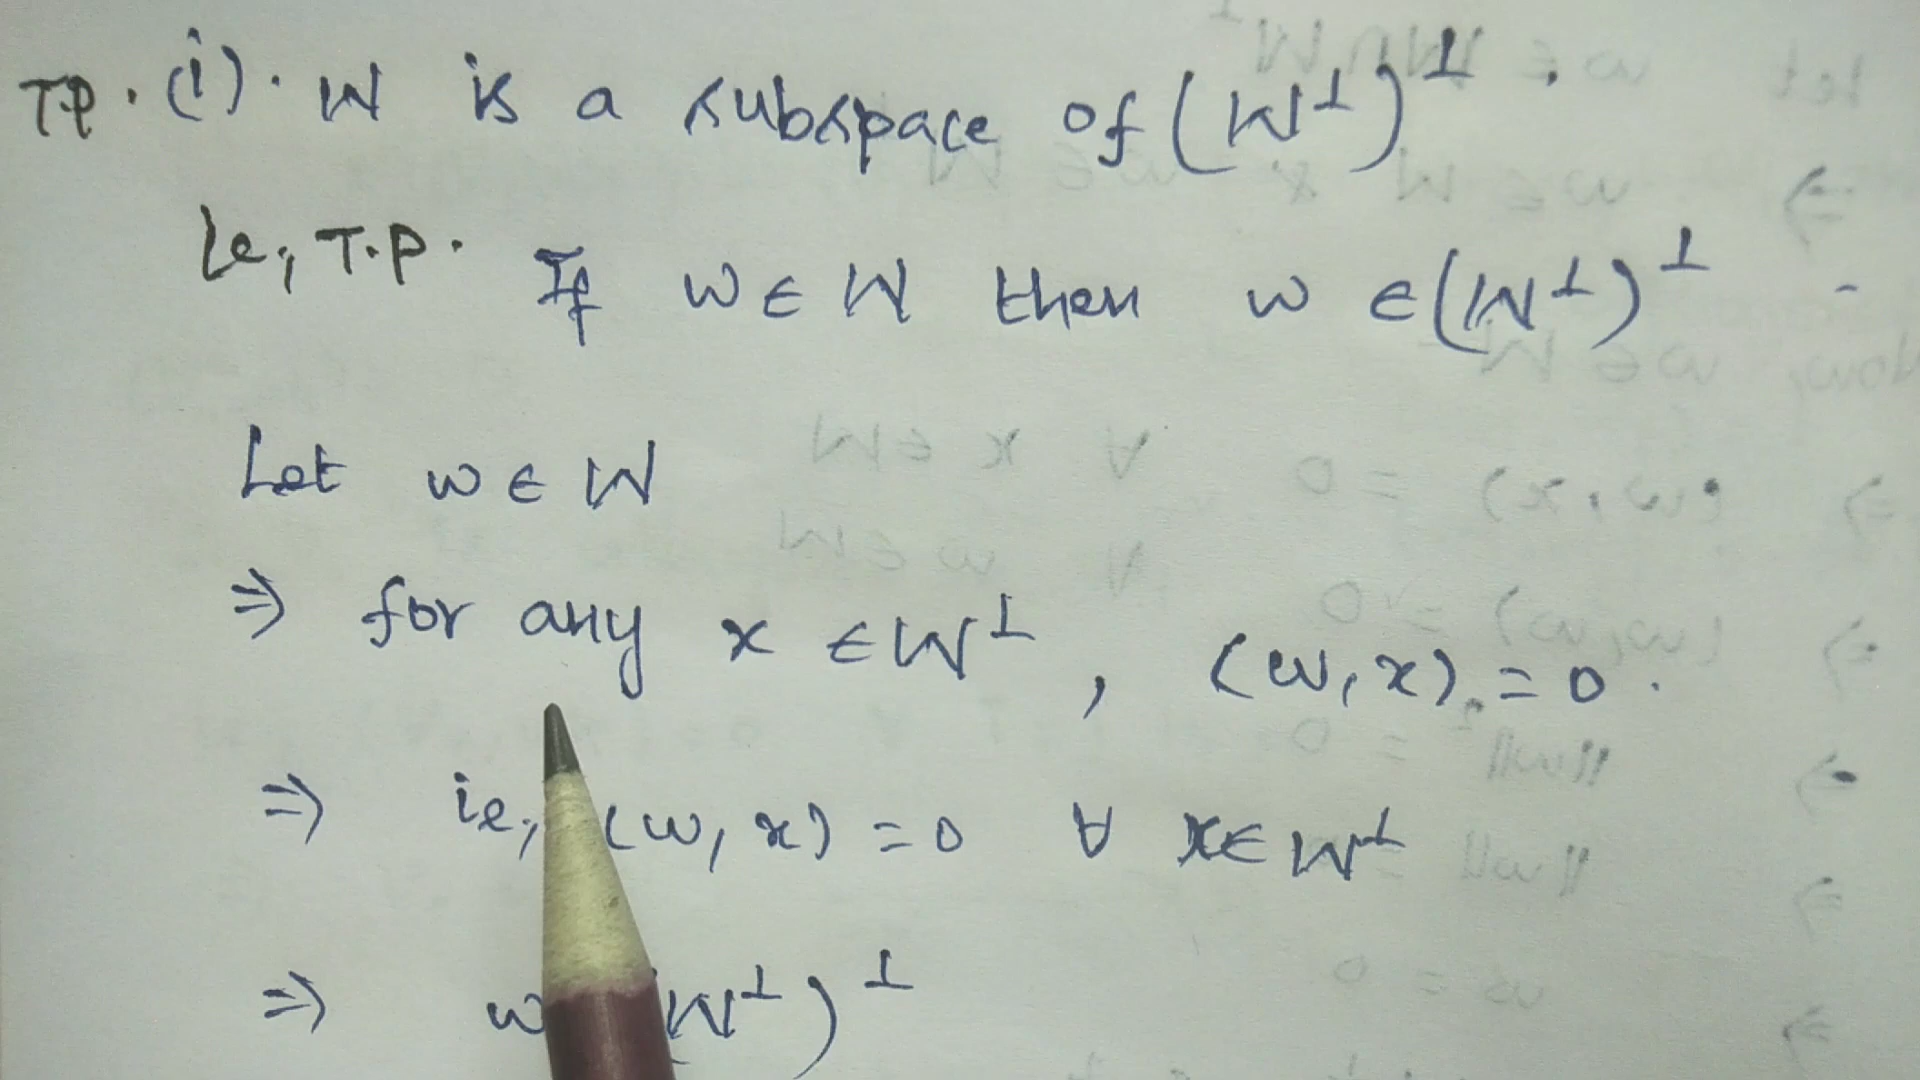 T.P. (i). W is a subspace of (W⊥)⊥.
ie; T.P. If w ∈ W then w ∈ (W⊥)⊥
Let w ∈ W
⇒ for any x ∈ W⊥, (w, x) = 0.
⇒ ie; (w, x) = 0 ∀ x ∈ W⊥
⇒ w W⊥)⊥